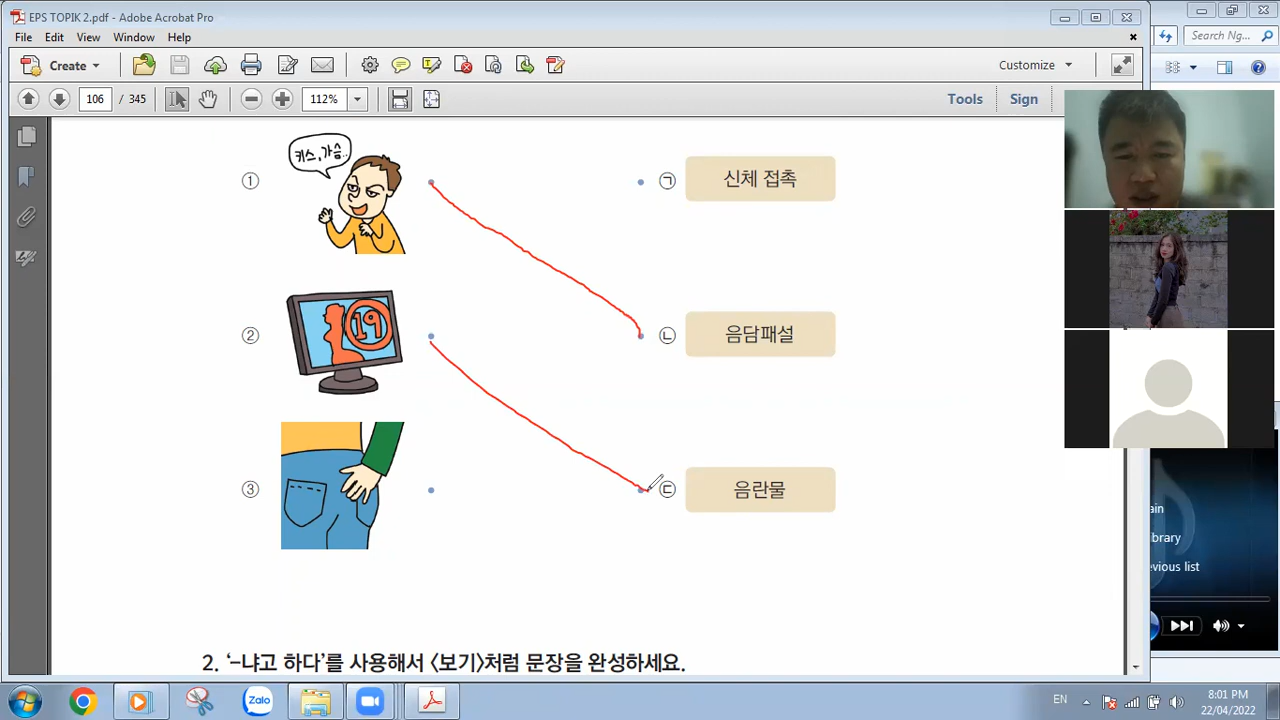 EPS TOPIK 2.pdf - Adobe Acrobat Pro
File Edit View Window Help
Create
Customize
106 / 345
112%
Tools Sign
Search Ng...
키스, 가슴..
① ㉠ 신체 접촉
19
② ㉡ 음담패설
③ ㉢ 음란물
ain
ibrary
evious list
2. ‘-냐고 하다’를 사용해서 〈보기〉처럼 문장을 완성하세요.
Zalo
EN
8:01 PM
22/04/2022